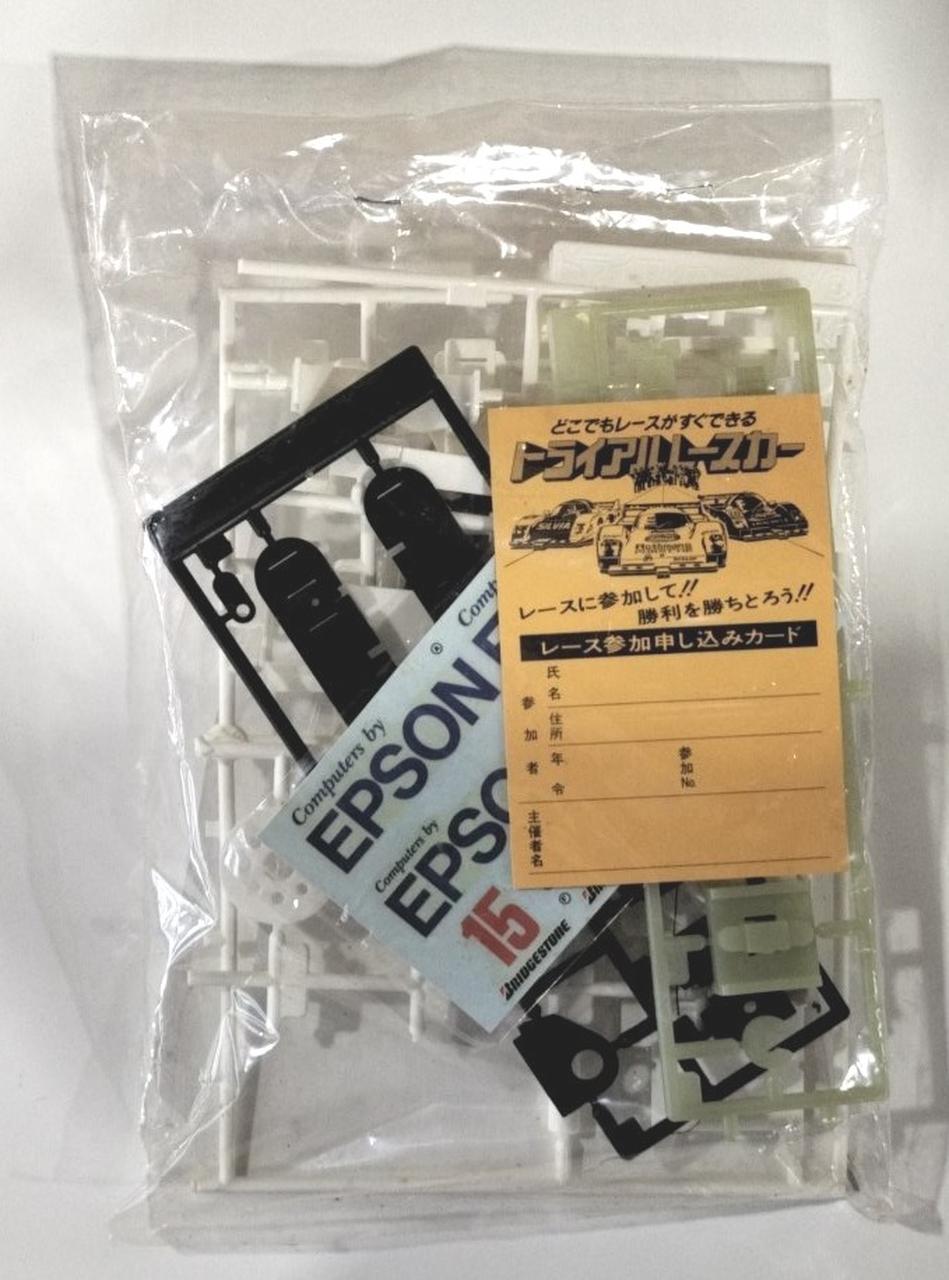 どこでもレースがすぐできる
トライアルレースカー
SILVIA
Rothmans
レースに参加して!!
勝利を勝ちとろう!!
レース参加申し込みカード
参加者
氏名
住所
年令
参加No.
主催者名
Computers by
EPSON
Computers by
15
BRIDGESTONE